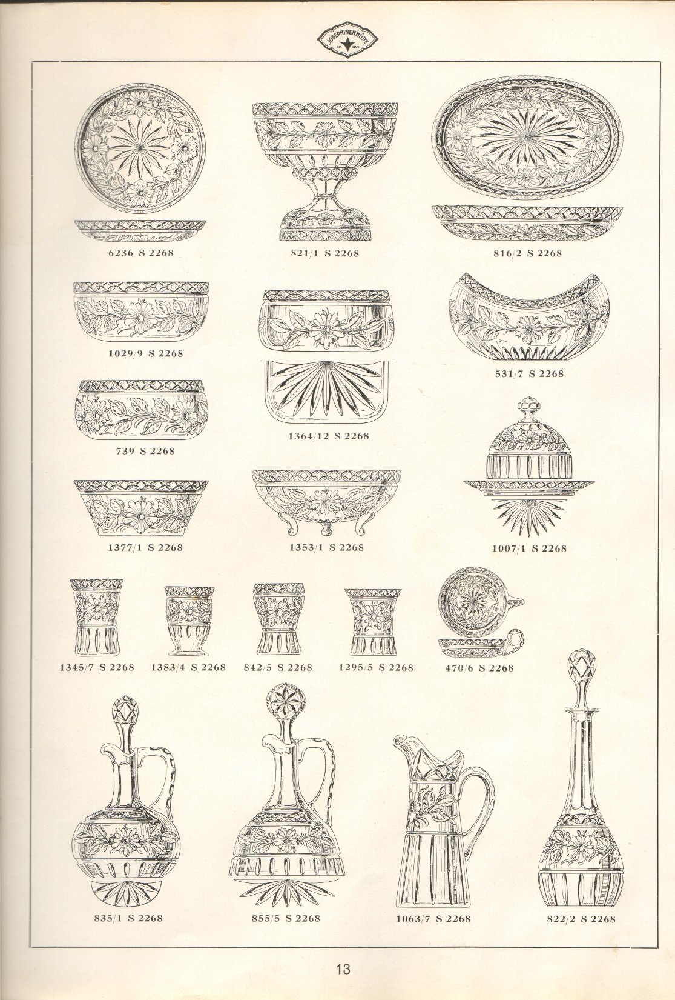 JOSEPHINENHÜTTE
GES. GESCH.
6236 S 2268
821/1 S 2268
816/2 S 2268
1029/9 S 2268
531/7 S 2268
1364/12 S 2268
739 S 2268
1377/1 S 2268
1353/1 S 2268
1007/1 S 2268
1345/7 S 2268
1383/4 S 2268
842/5 S 2268
1295/5 S 2268
470/6 S 2268
835/1 S 2268
855/5 S 2268
1063/7 S 2268
822/2 S 2268
13